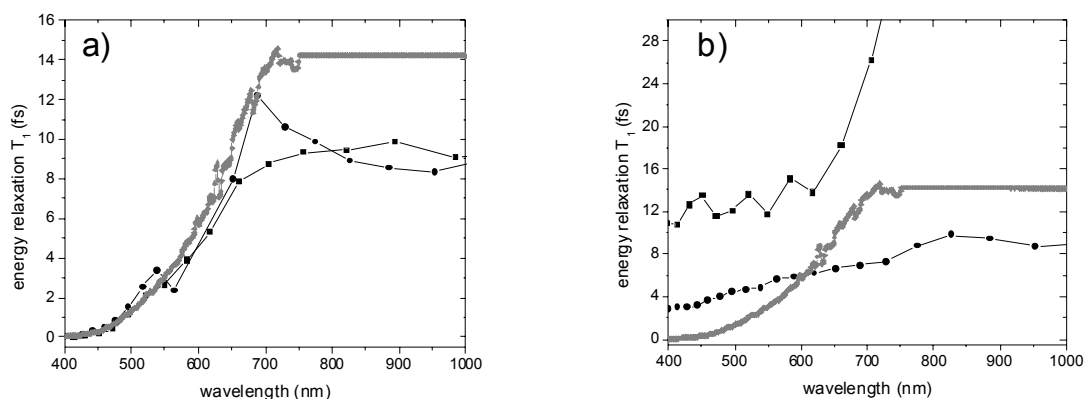 a)
16
14
12
10
8
6
4
2
0
energy relaxation T1 (fs)
400 500 600 700 800 900 1000
wavelength (nm)
b)
28
24
20
16
12
8
4
0
energy relaxation T1 (fs)
400 500 600 700 800 900 1000
wavelength (nm)